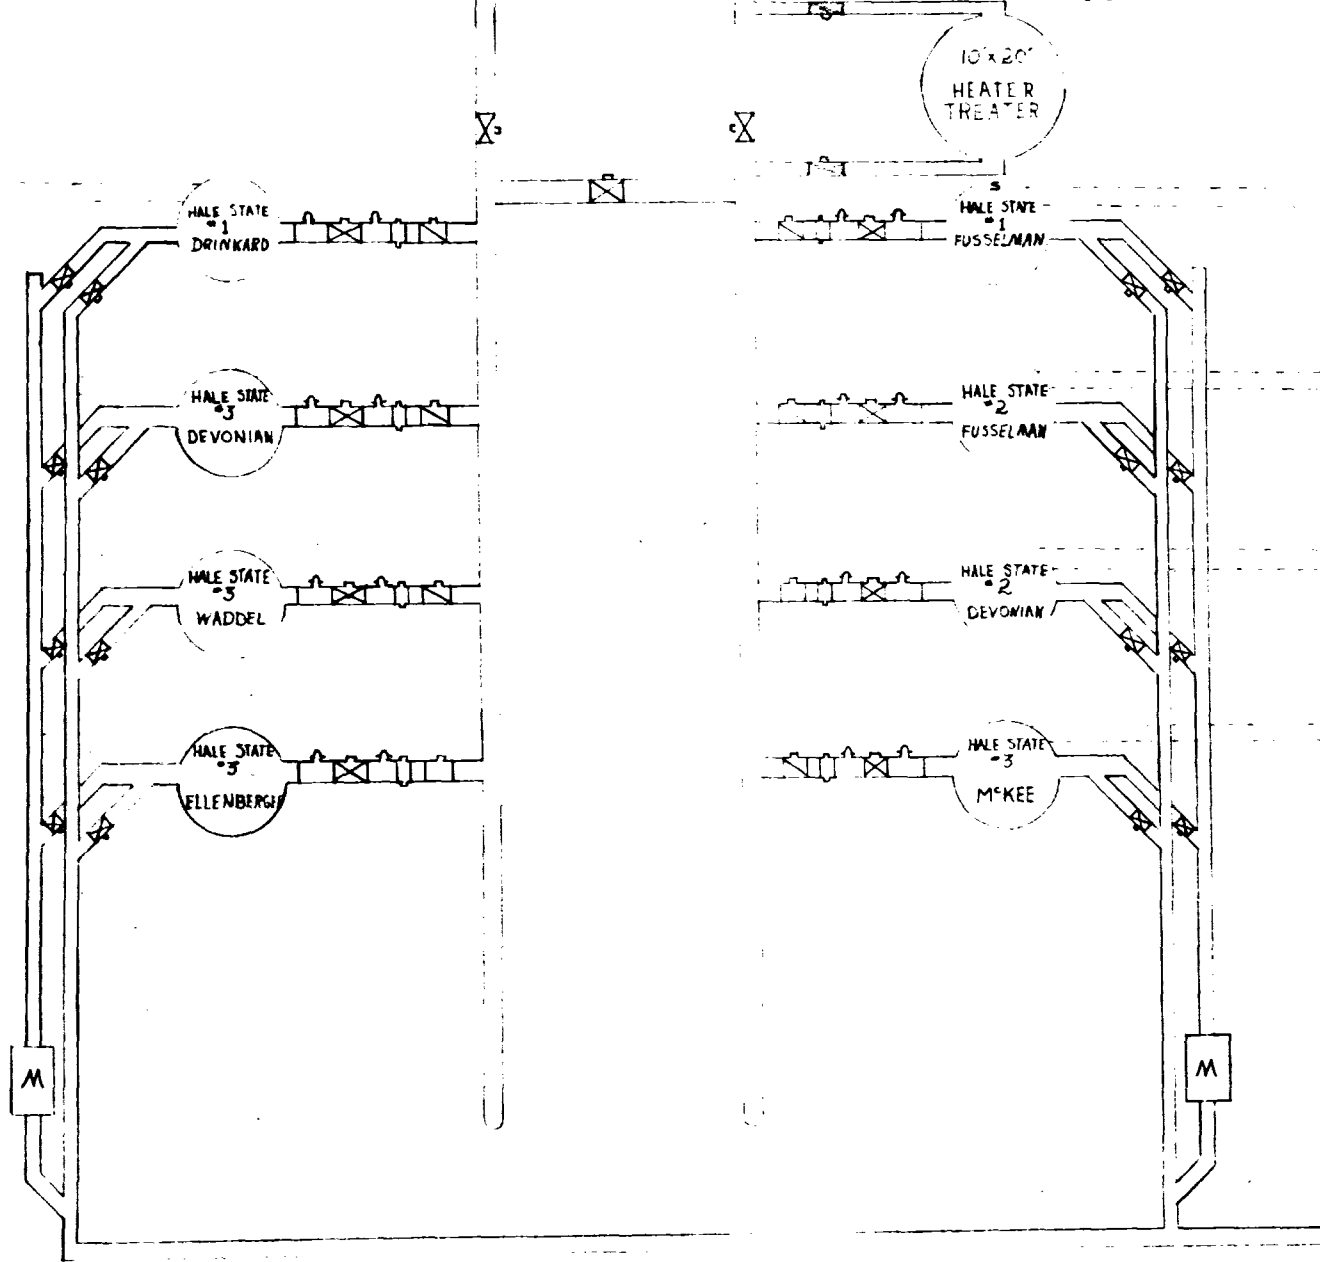 10'x20'
HEATER
TREATER
HALE STATE
#1
DRINKARD
S
HALE STATE
#1
FUSSELMAN
HALE STATE
#3
DEVONIAN
HALE STATE
#2
FUSSELMAN
HALE STATE
#3
WADDEL
HALE STATE
#2
DEVONIAN
HALE STATE
#3
HALE STATE
#3
McKEE
M
M